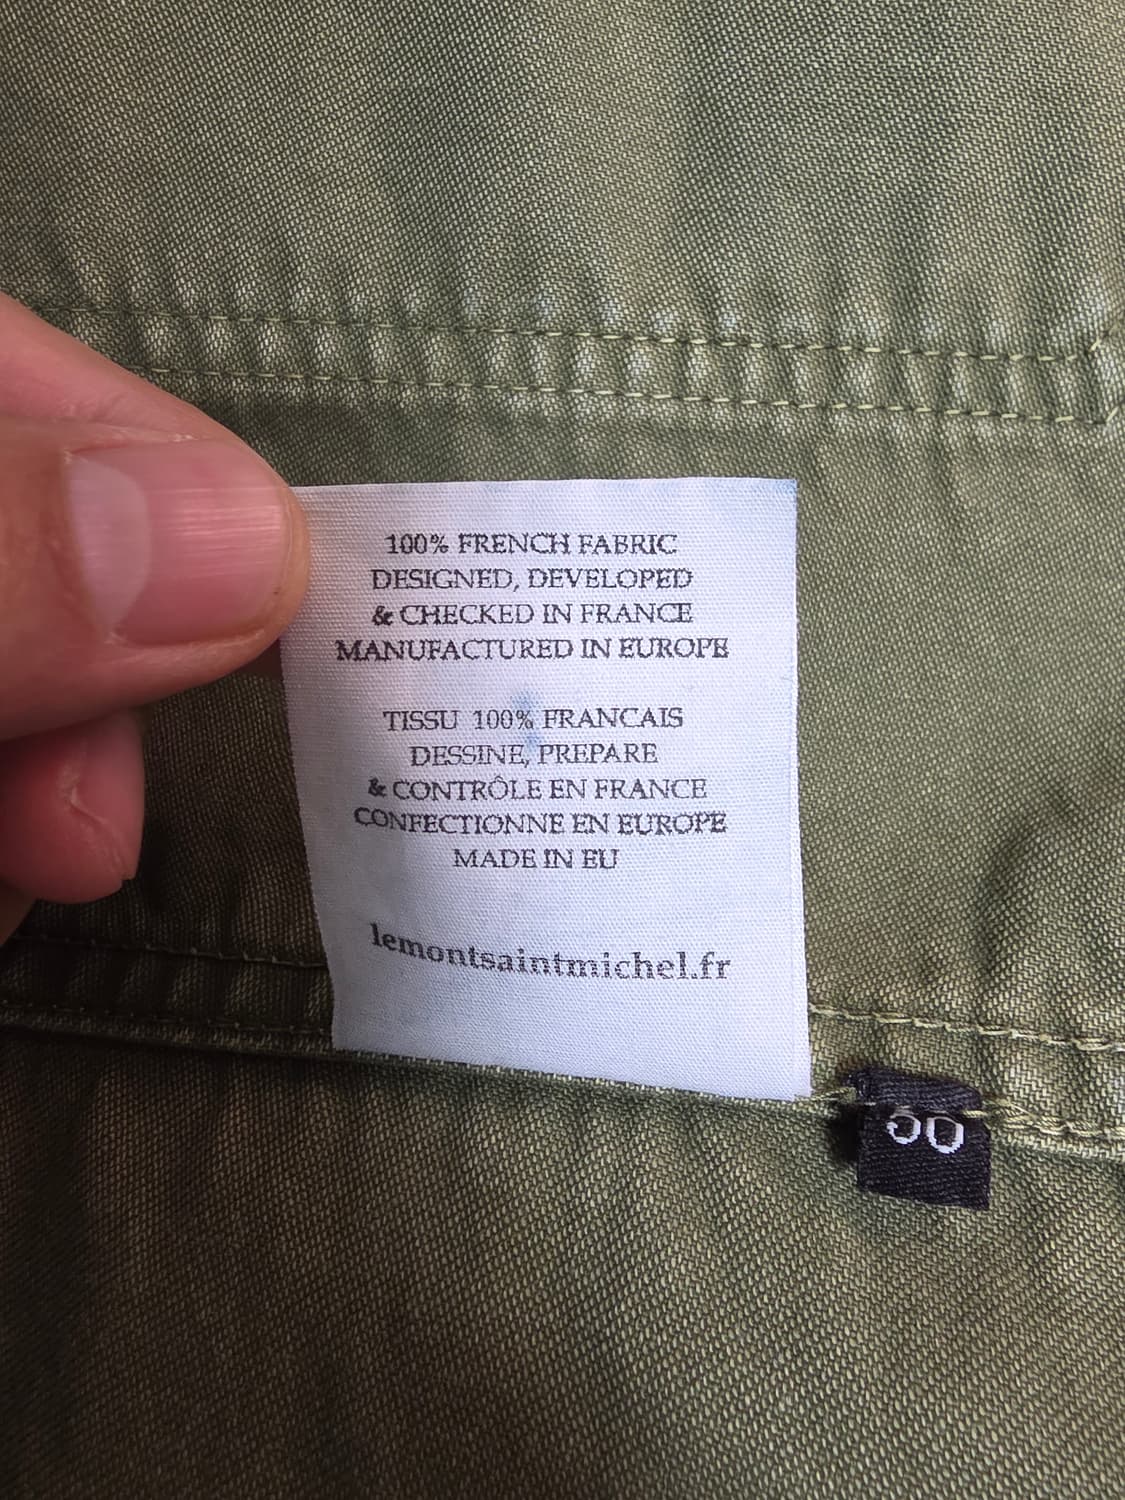 100% FRENCH FABRIC
DESIGNED, DEVELOPED
& CHECKED IN FRANCE
MANUFACTURED IN EUROPE
TISSU 100% FRANCAIS
DESSINE, PREPARE
& CONTRÔLE EN FRANCE
CONFECTIONNE EN EUROPE
MADE IN EU
lemontsaintmichel.fr